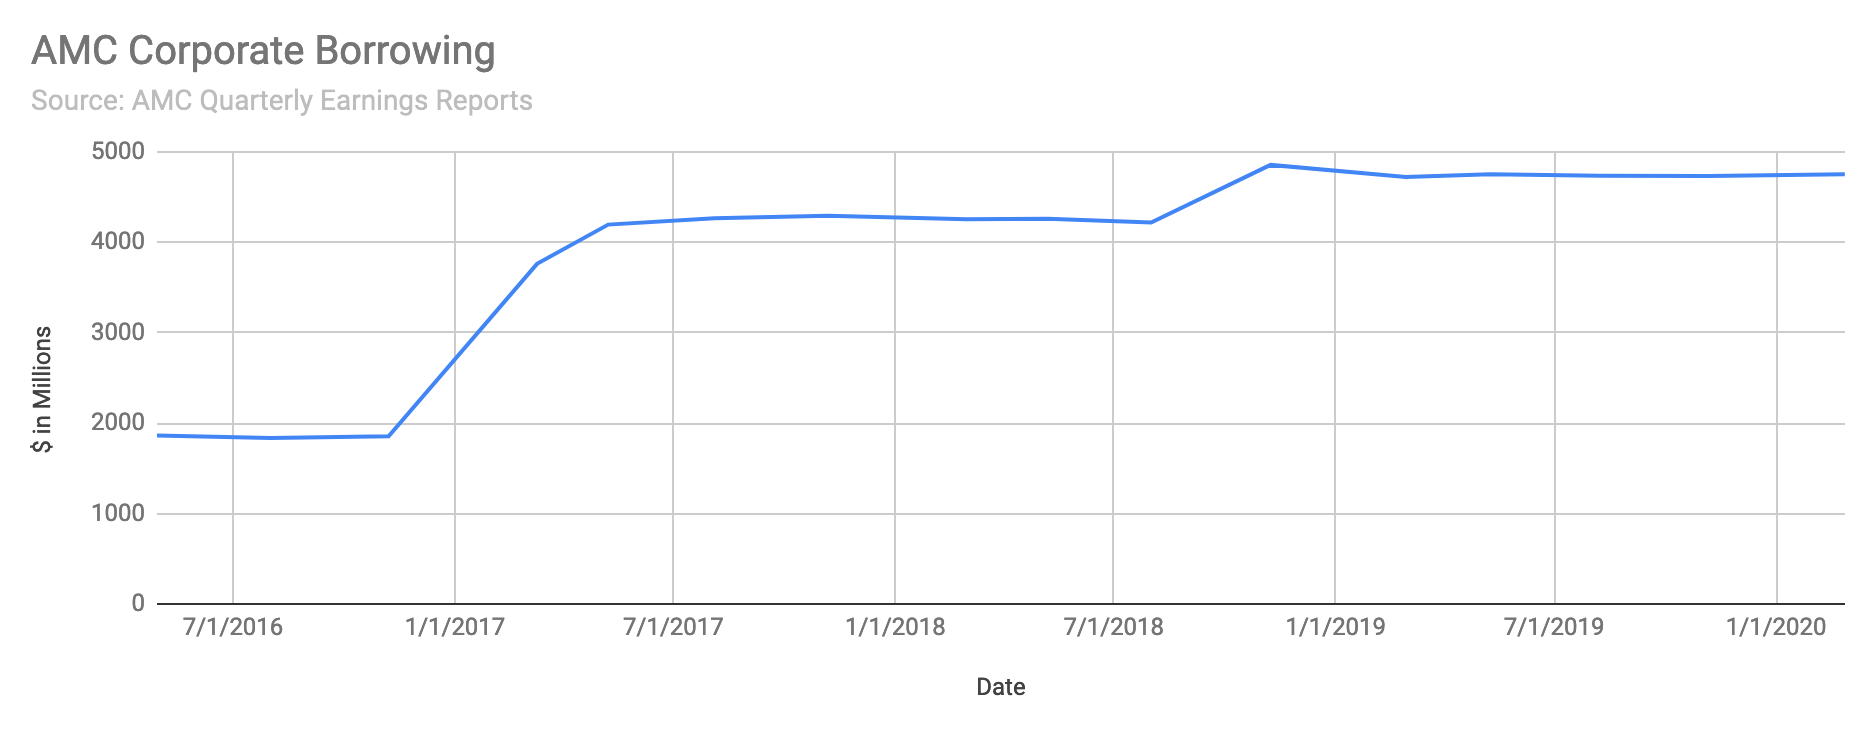 AMC Corporate Borrowing
Source: AMC Quarterly Earnings Reports
5000
4000
3000
2000
1000
0
$ in Millions
7/1/2016 1/1/2017 7/1/2017 1/1/2018 7/1/2018 1/1/2019 7/1/2019 1/1/2020
Date